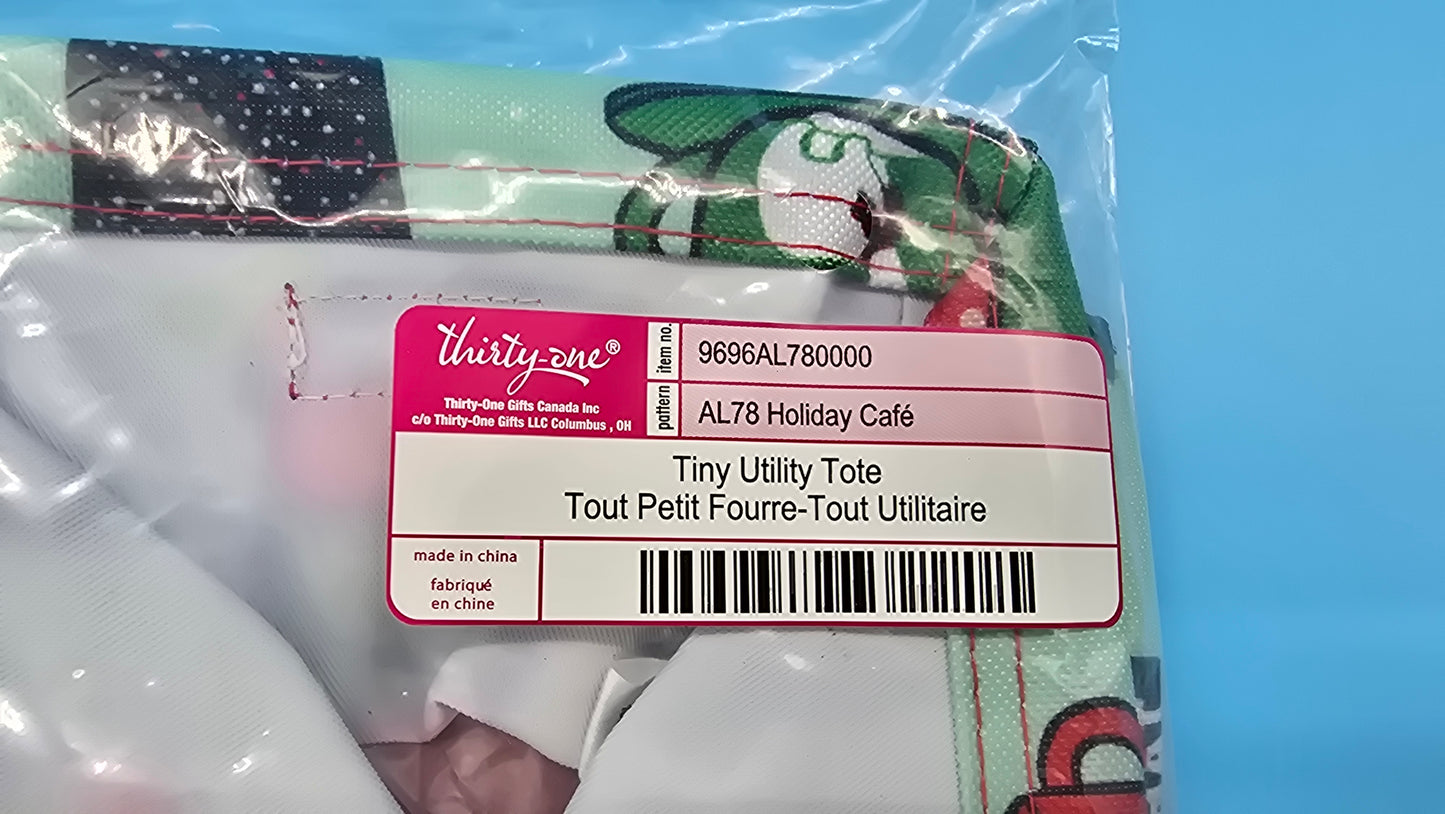 thirty-one®
Thirty-One Gifts Canada Inc
c/o Thirty-One Gifts LLC Columbus , OH
item no.
9696AL780000
pattern
AL78 Holiday Café
Tiny Utility Tote
Tout Petit Fourre-Tout Utilitaire
made in china
fabriqué
en chine